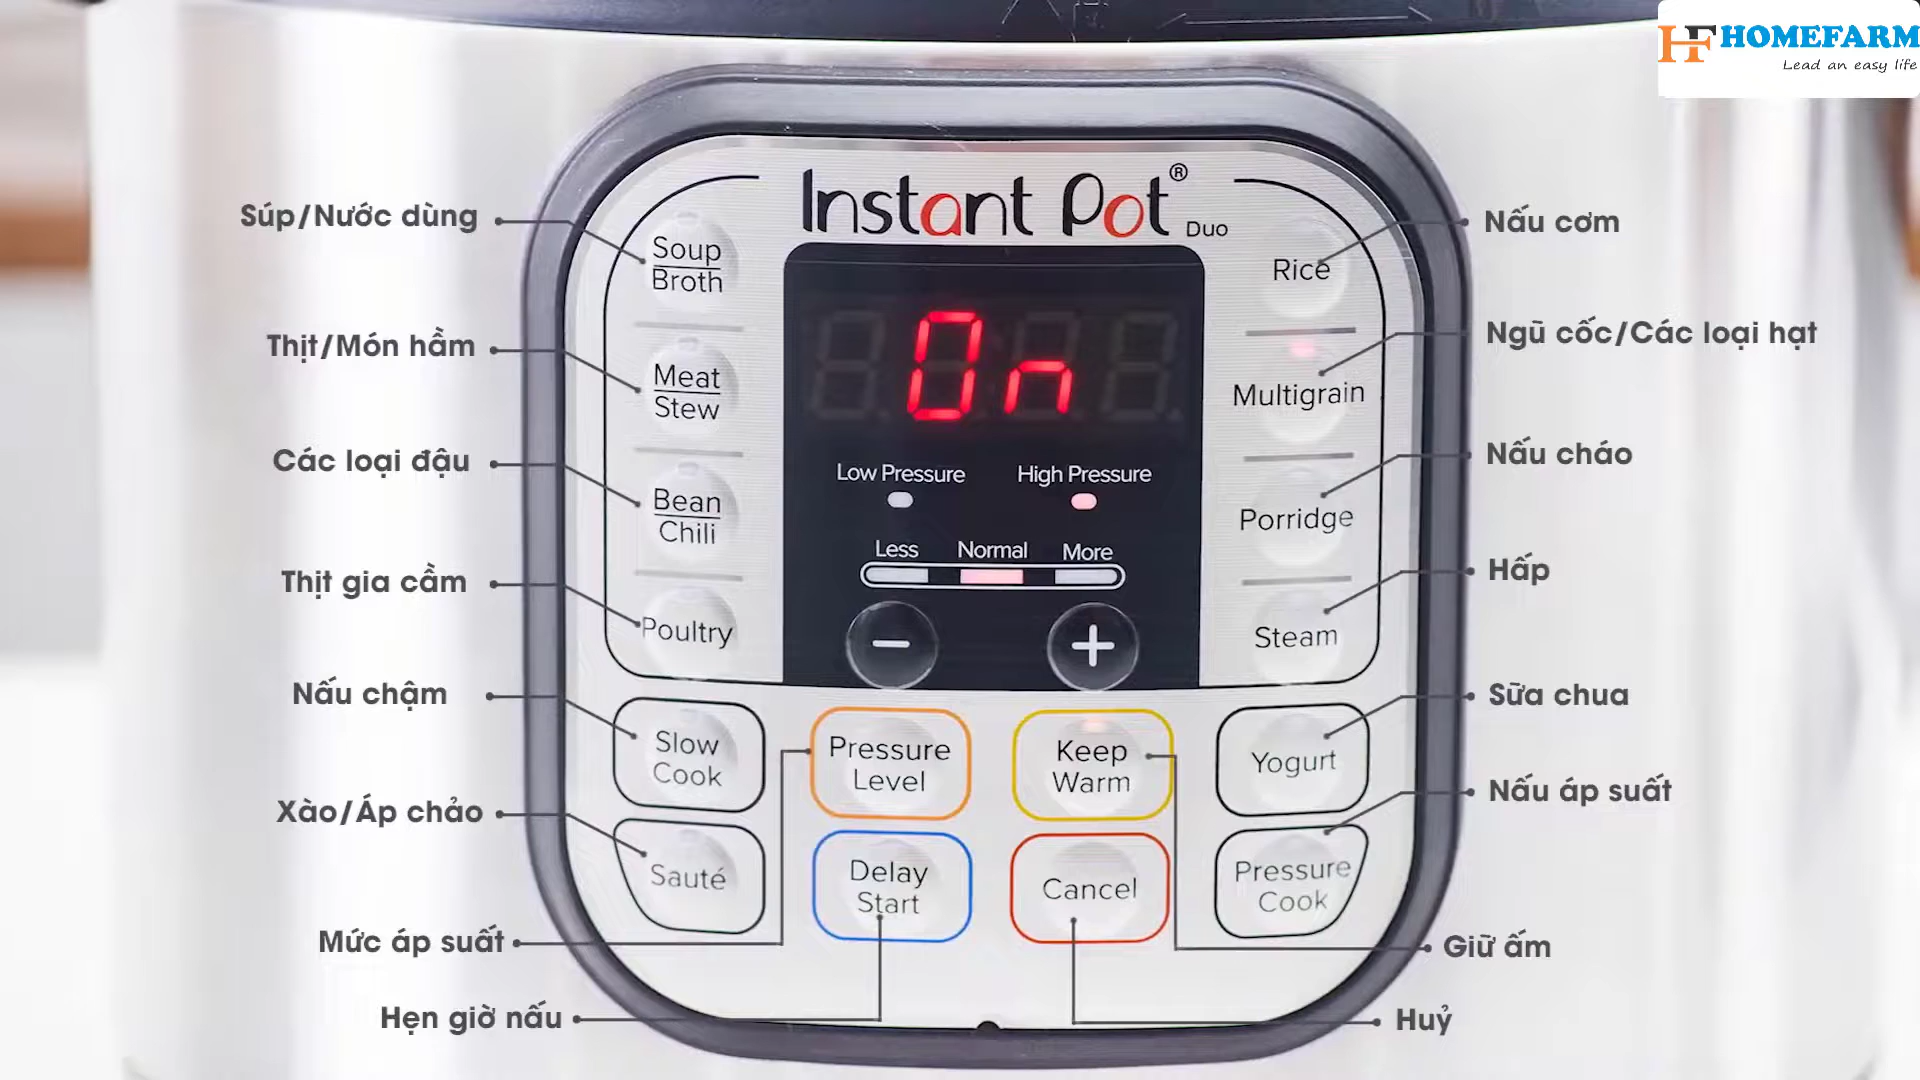 HF HOMEFARM
Lead an easy life
Instant Pot® Duo
Súp/Nước dùng
Soup
Broth
Rice
Nấu cơm
On
Thịt/Món hầm
Meat
Stew
Multigrain
Ngũ cốc/Các loại hạt
Các loại đậu
Bean
Chili
Low Pressure
High Pressure
Porridge
Nấu cháo
Less Normal More
Thịt gia cầm
Poultry
−
+
Steam
Hấp
Nấu chậm
Slow
Cook
Pressure
Level
Keep
Warm
Yogurt
Sữa chua
Xào/Áp chảo
Sauté
Delay
Start
Cancel
Pressure
Cook
Nấu áp suất
Mức áp suất
Giữ ấm
Hẹn giờ nấu
Huỷ